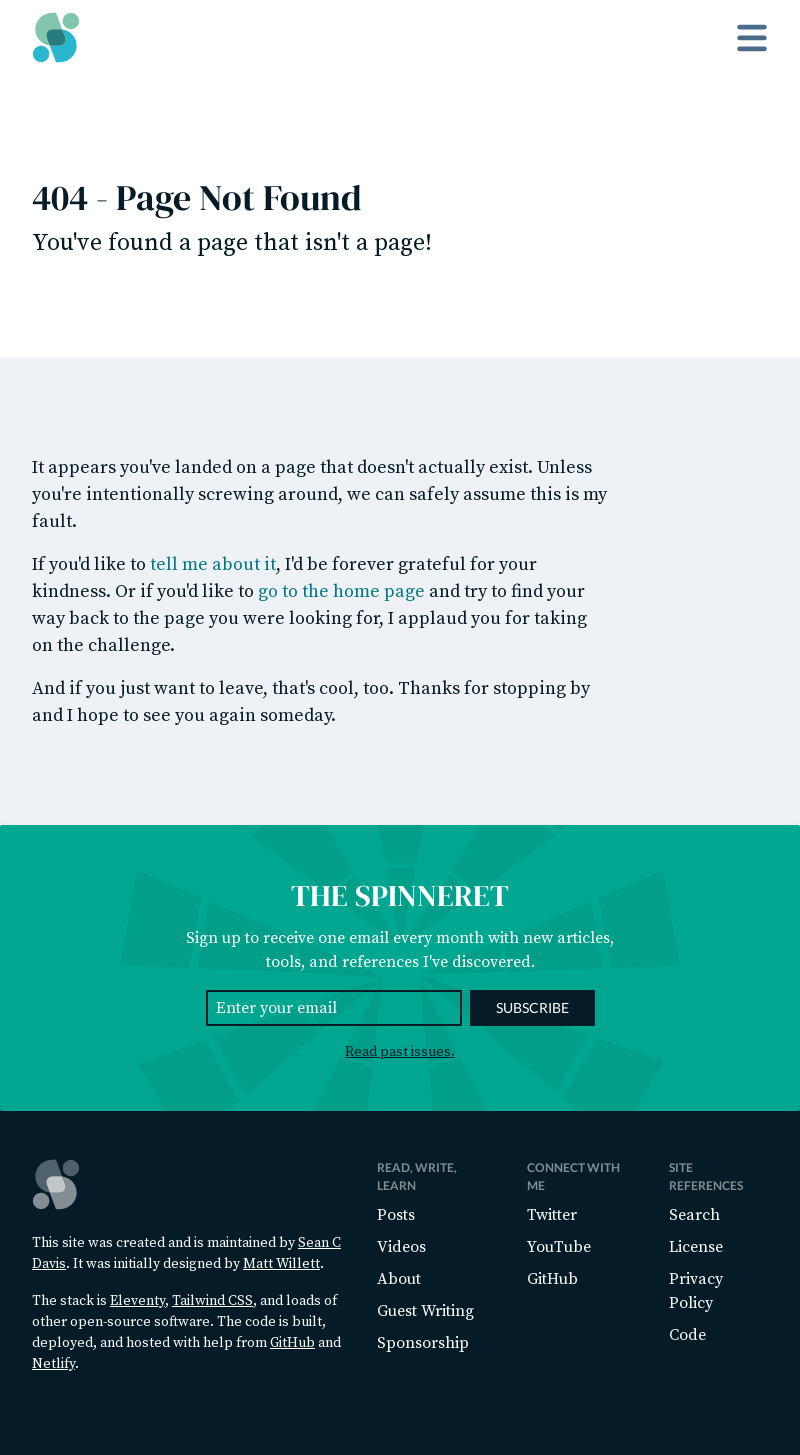 404 - Page Not Found
You've found a page that isn't a page!
It appears you've landed on a page that doesn't actually exist. Unless
you're intentionally screwing around, we can safely assume this is my
fault.
If you'd like to tell me about it, I'd be forever grateful for your
kindness. Or if you'd like to go to the home page and try to find your
way back to the page you were looking for, I applaud you for taking
on the challenge.
And if you just want to leave, that's cool, too. Thanks for stopping by
and I hope to see you again someday.
THE SPINNERET
Sign up to receive one email every month with new articles,
tools, and references I've discovered.
Enter your email
SUBSCRIBE
Read past issues.
This site was created and is maintained by Sean C
Davis. It was initially designed by Matt Willett.
The stack is Eleventy, Tailwind CSS, and loads of
other open-source software. The code is built,
deployed, and hosted with help from GitHub and
Netlify.
READ, WRITE,
LEARN
Posts
Videos
About
Guest Writing
Sponsorship
CONNECT WITH
ME
Twitter
YouTube
GitHub
SITE
REFERENCES
Search
License
Privacy
Policy
Code